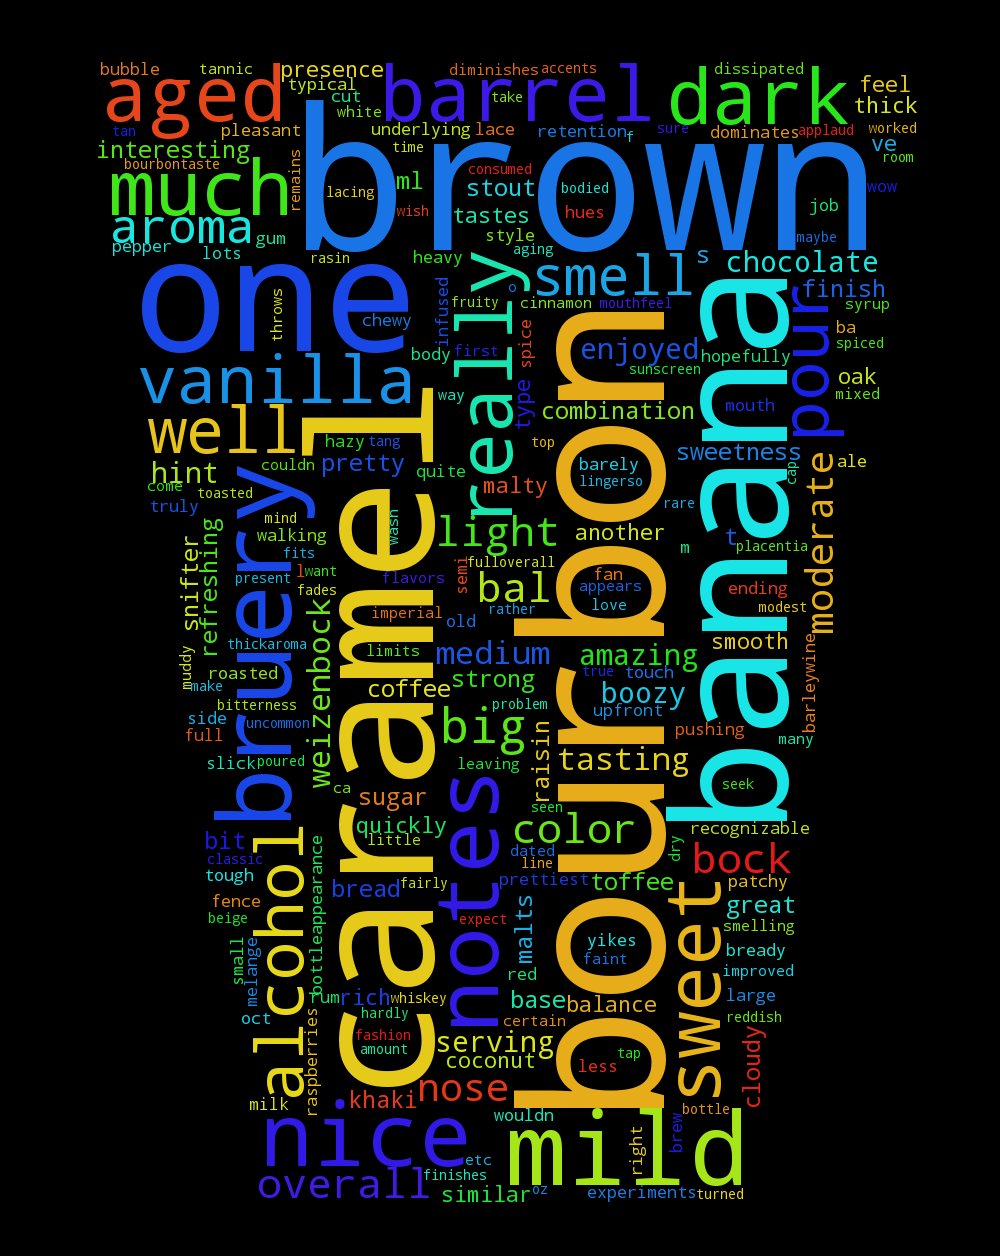 bubble tannic presence diminishes accents dissipated
aged typical barrel dark feel
cut white take thick
tan pleasant underlying lace retention f sure dominates applaud worked
interesting time brown ve room
bourbontaste remains consumed
much lacing ml stout bodied wow
aroma wish tastes hues job
pepper gum style maybe
lots rasin heavy aging smell s chocolate
one throws infused really o finish
chewy fruity cinnamon mouthfeel syrup
body first spice enjoyed hopefully pour ba spiced
vanilla way sunscreen oak mixed
type combination mouth
well caramel bourbon banana
hazy tang top sweetness
hint couldn pretty quite barely cap ale
come toasted malty lingerso moderate
truly bruery rare
mind wasn light another t
walking fits m placentia
refreshing snifter present l want flavors semi fulloverall fan ending
fades bal appears modest
weizenbock imperial old rather love
thickaroma limits medium amazing smooth barleywine
muddy roasted strong true touch
make coffee boozy
bitterness problem upfront
side uncommon big raisin pushing many
full tasting
slick poured leaving
ca sugar notes seen seek
quickly color recognizable
bit little dated dry
classic line bock
tough bread fairly prettiest toffee patchy
fence alcohol bottleappearance malts sweet great
beige expect smelling
small melange yikes bready
red faint improved
rum rich whiskey base balance large
oct hardly certain reddish
raspberries fashion serving tap cloudy
amount coconut less
milk khaki nose bottle
nice wouldn mild right brew
etc
overall finishes
similar oz experiments turned